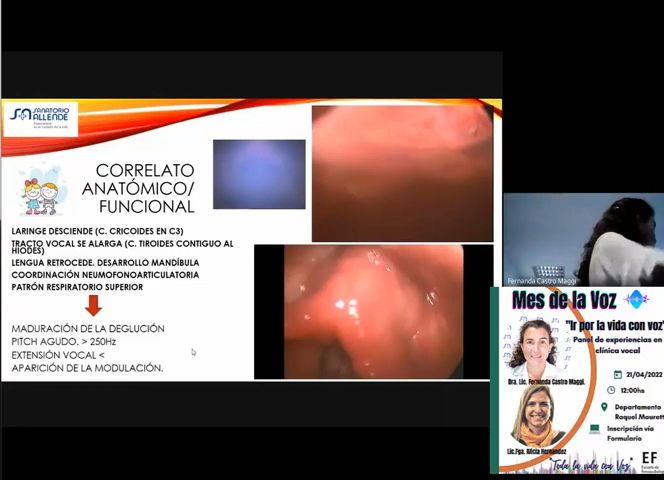 SANATORIO
ALLENDE
CORRELATO
ANATÓMICO/
FUNCIONAL
LARINGE DESCIENDE (C. CRICOIDES EN C3)
TRACTO VOCAL SE ALARGA (C. TIROIDES CONTIGUO AL
HIODES)
LENGUA RETROCEDE. DESARROLLO MANDÍBULA
COORDINACIÓN NEUMOFONOARTICULATORIA
PATRÓN RESPIRATORIO SUPERIOR
MADURACIÓN DE LA DEGLUCIÓN
PITCH AGUDO. > 250Hz
EXTENSIÓN VOCAL <
APARICIÓN DE LA MODULACIÓN.
Fernanda Castro Maggi
Mes de la Voz
"Ir por la vida con voz"
Panel de experiencias en
clínica vocal
Dra. Lic. Fernanda Castro Maggi.
21/04/2022
12:00hs
Departamento
Raquel Maurett
Inscripción vía
Formulario
Lic.Fga. Alicia Hernandez
"Toda la vida con Voz"
EF